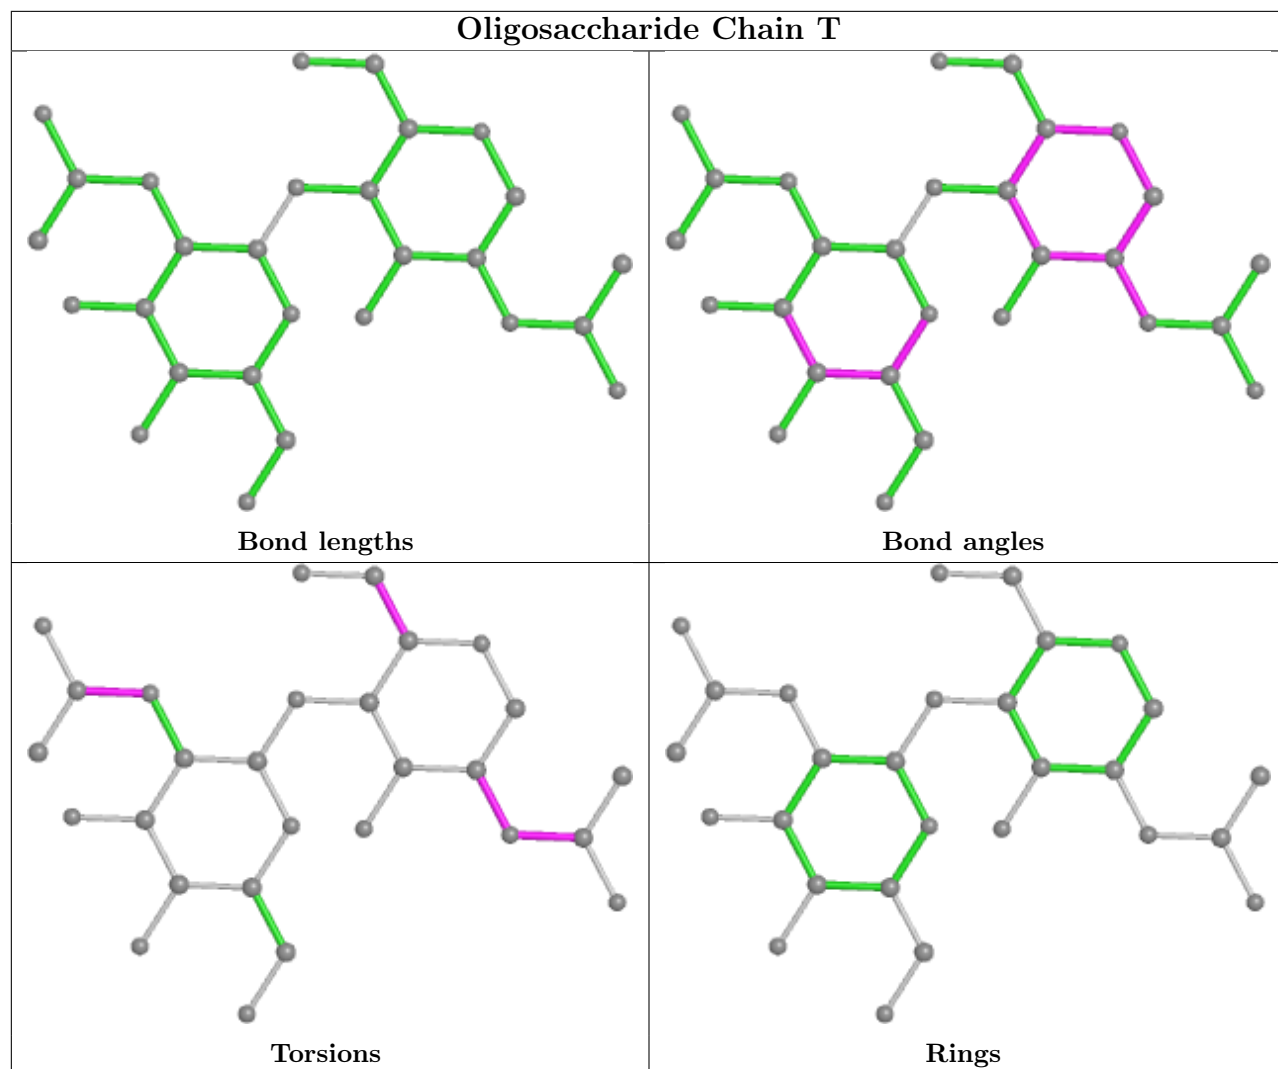 Oligosaccharide Chain T
Bond lengths
Bond angles
Torsions
Rings